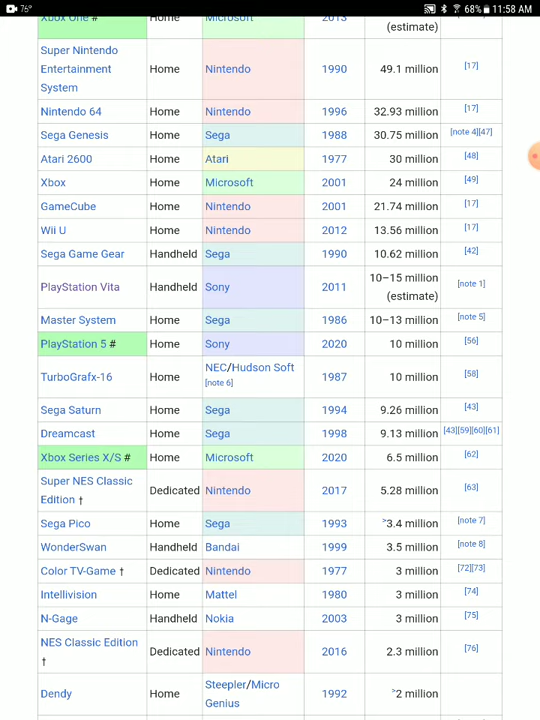 76° 68% 11:58 AM
Xbox One # Home Microsoft 2013
(estimate)
Super Nintendo
Entertainment Home Nintendo 1990 49.1 million [17]
System
Nintendo 64 Home Nintendo 1996 32.93 million [17]
Sega Genesis Home Sega 1988 30.75 million [note 4][47]
Atari 2600 Home Atari 1977 30 million [48]
Xbox Home Microsoft 2001 24 million [49]
GameCube Home Nintendo 2001 21.74 million [17]
Wii U Home Nintendo 2012 13.56 million [17]
Sega Game Gear Handheld Sega 1990 10.62 million [42]
PlayStation Vita Handheld Sony 2011 10–15 million [note 1]
(estimate)
Master System Home Sega 1986 10–13 million [note 5]
PlayStation 5 # Home Sony 2020 10 million [56]
TurboGrafx-16 Home NEC/Hudson Soft 1987 10 million [58]
[note 6]
Sega Saturn Home Sega 1994 9.26 million [43]
Dreamcast Home Sega 1998 9.13 million [43][59][60][61]
Xbox Series X/S # Home Microsoft 2020 6.5 million [62]
Super NES Classic
Edition † Dedicated Nintendo 2017 5.28 million [63]
Sega Pico Home Sega 1993 >3.4 million [note 7]
WonderSwan Handheld Bandai 1999 3.5 million [note 8]
Color TV-Game † Dedicated Nintendo 1977 3 million [72][73]
Intellivision Home Mattel 1980 3 million [74]
N-Gage Handheld Nokia 2003 3 million [75]
NES Classic Edition
† Dedicated Nintendo 2016 2.3 million [76]
Dendy Home Steepler/Micro 1992 >2 million
Genius